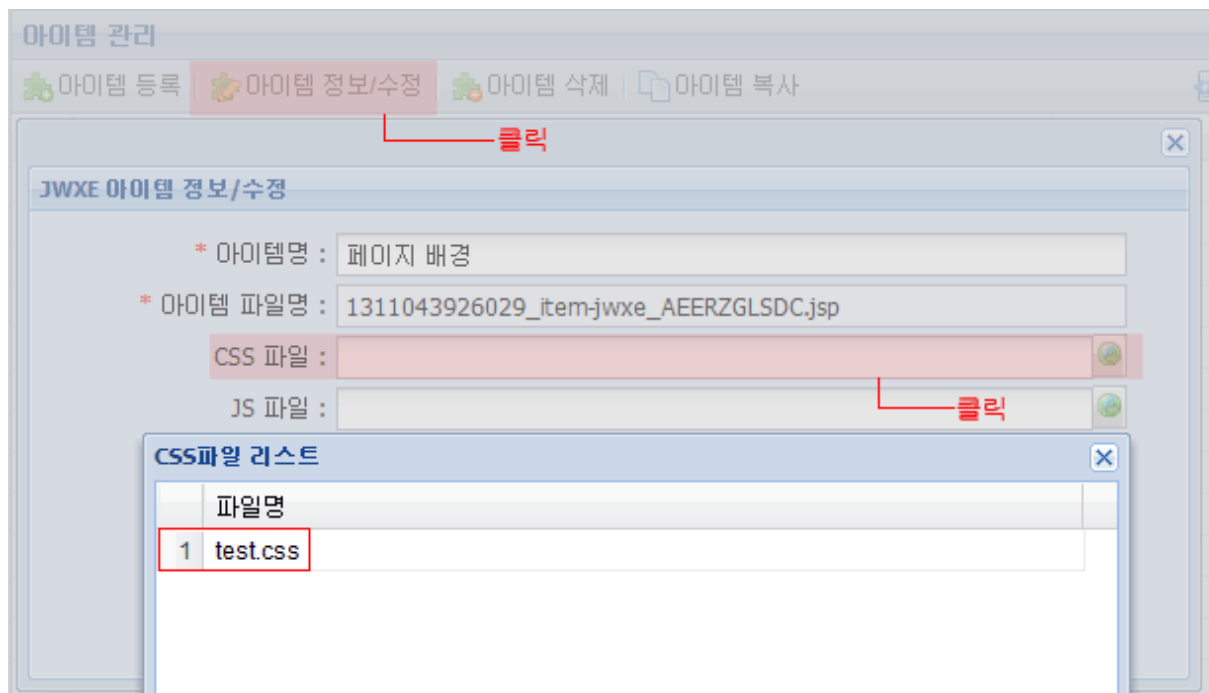 아이템 관리
아이템 등록 아이템 정보/수정 아이템 삭제 아이템 복사
클릭
JWXE 아이템 정보/수정
* 아이템명 : 페이지 배경
* 아이템 파일명 : 1311043926029_item-jwxe_AEERZGLSDC.jsp
CSS 파일 :
JS 파일 :
클릭
CSS파일 리스트
파일명
1 test.css